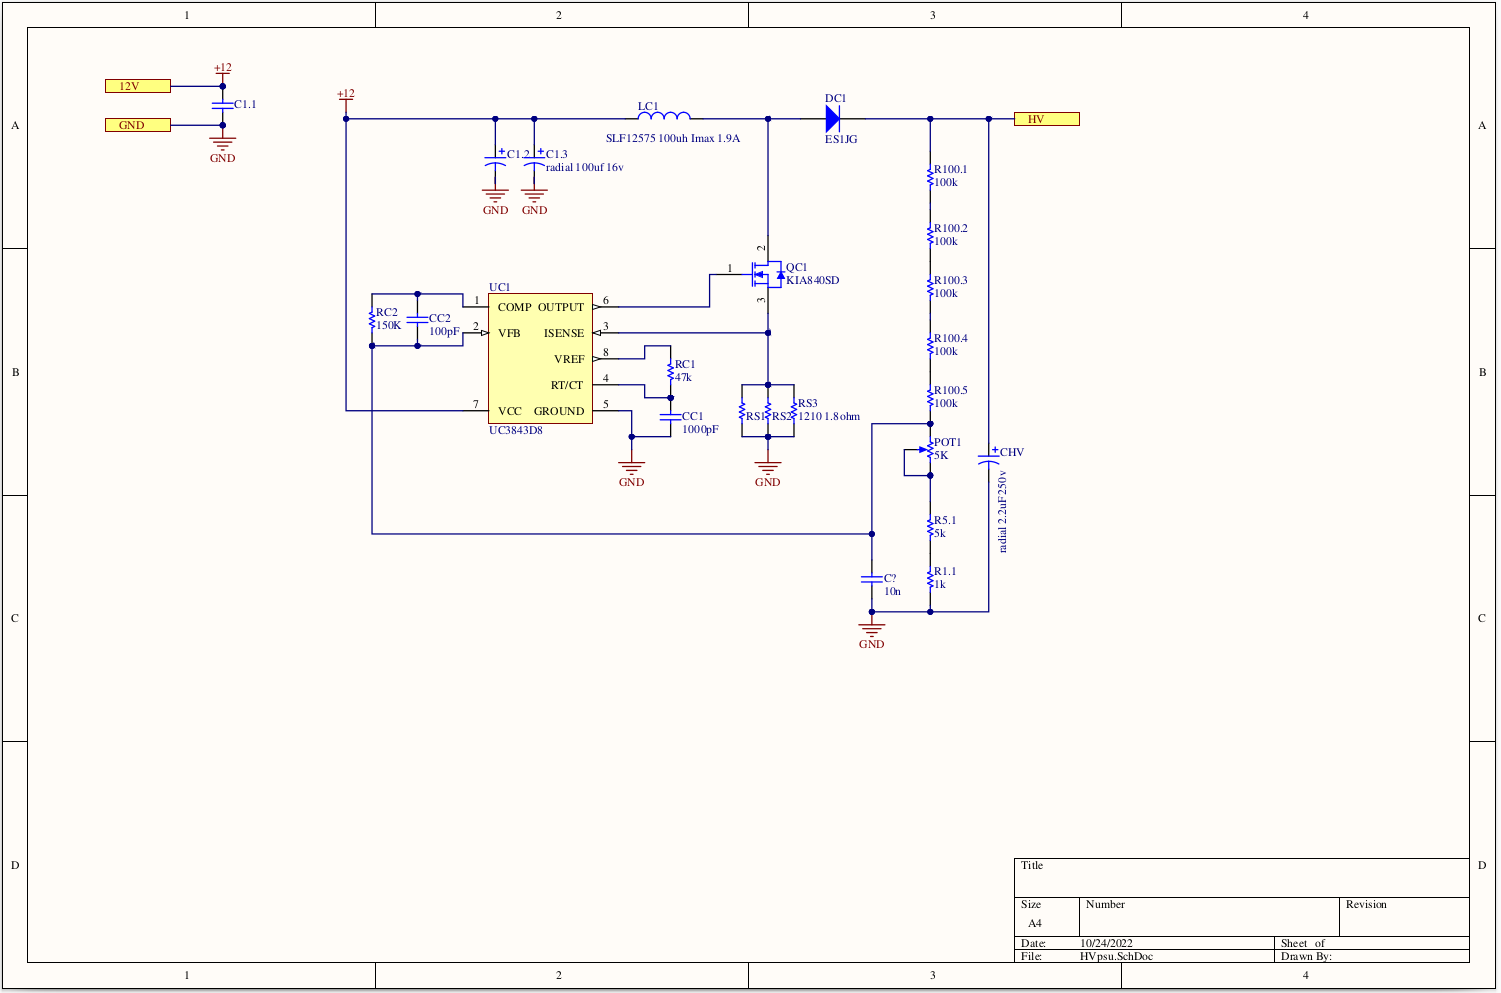 1 2 3 4
A
B
C
D
A
B
C
D
+12
12V
C1.1
GND
GND
+12
LC1
SLF12575 100uh Imax 1.9A
DC1
ES1JG
HV
C1.2
C1.3
radial 100uf 16v
GND
GND
R100.1
100k
R100.2
100k
R100.3
100k
R100.4
100k
R100.5
100k
2
1
3
QC1
KIA840SD
UC1
1 COMP OUTPUT 6
2 VFB ISENSE 3
VREF 8
RT/CT 4
7 VCC GROUND 5
UC3843D8
RC2
150K
CC2
100pF
RC1
47k
CC1
1000pF
GND
RS1
RS2
RS3
1210 1.8ohm
GND
POT1
5K
CHV
radial 2.2uF 250v
R5.1
5k
R1.1
1k
C?
10n
GND
Title
Size
A4
Number
Revision
Date: 10/24/2022
Sheet of
File: HVpsu.SchDoc
Drawn By:
1 2 3 4